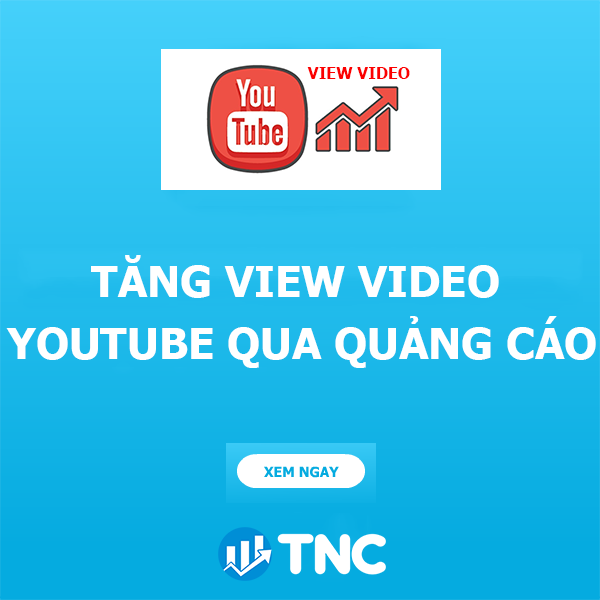 VIEW VIDEO
You
Tube
TĂNG VIEW VIDEO
YOUTUBE QUA QUẢNG CÁO
XEM NGAY
TNC